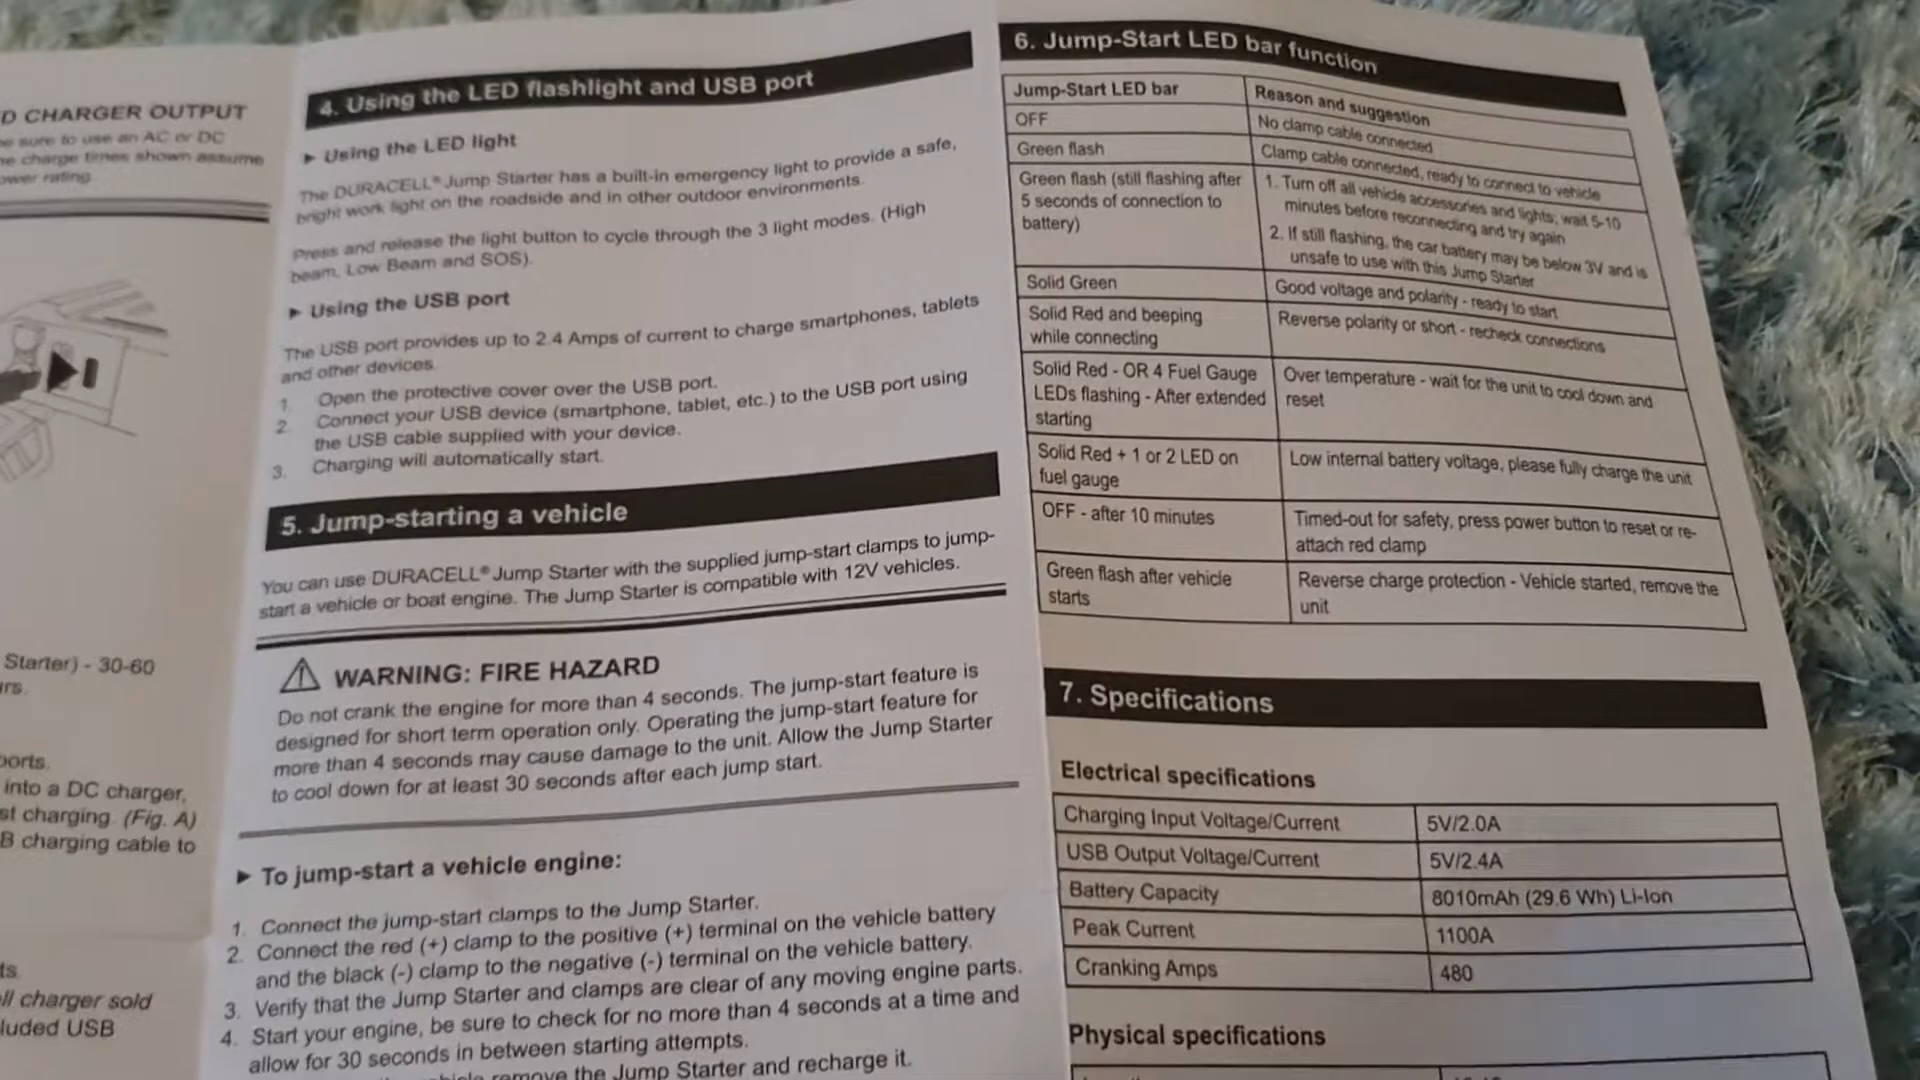 D CHARGER OUTPUT
e sure to use an AC or DC
e charge times shown assume
ower rating.
Starter) - 30-60
rs.
ports.
into a DC charger,
st charging. (Fig. A)
B charging cable to
ts.
ll charger sold
luded USB
4. Using the LED flashlight and USB port
► Using the LED light
The DURACELL® Jump Starter has a built-in emergency light to provide a safe,
bright work light on the roadside and in other outdoor environments.
Press and release the light button to cycle through the 3 light modes. (High
beam, Low Beam and SOS).
► Using the USB port
The USB port provides up to 2.4 Amps of current to charge smartphones, tablets
and other devices.
1. Open the protective cover over the USB port.
2. Connect your USB device (smartphone, tablet, etc.) to the USB port using
the USB cable supplied with your device.
3. Charging will automatically start.
5. Jump-starting a vehicle
You can use DURACELL® Jump Starter with the supplied jump-start clamps to jump-
start a vehicle or boat engine. The Jump Starter is compatible with 12V vehicles.
WARNING: FIRE HAZARD
Do not crank the engine for more than 4 seconds. The jump-start feature is
designed for short term operation only. Operating the jump-start feature for
more than 4 seconds may cause damage to the unit. Allow the Jump Starter
to cool down for at least 30 seconds after each jump start.
► To jump-start a vehicle engine:
1. Connect the jump-start clamps to the Jump Starter.
2. Connect the red (+) clamp to the positive (+) terminal on the vehicle battery
and the black (-) clamp to the negative (-) terminal on the vehicle battery.
3. Verify that the Jump Starter and clamps are clear of any moving engine parts.
4. Start your engine, be sure to check for no more than 4 seconds at a time and
allow for 30 seconds in between starting attempts.
remove the Jump Starter and recharge it.
6. Jump-Start LED bar function
Jump-Start LED bar Reason and suggestion
OFF No clamp cable connected
Green flash Clamp cable connected, ready to connect to vehicle
Green flash (still flashing after 1. Turn off all vehicle accessories and lights; wait 5-10
5 seconds of connection to minutes before reconnecting and try again
battery) 2. If still flashing, the car battery may be below 3V and is
unsafe to use with this Jump Starter
Solid Green Good voltage and polarity - ready to start
Solid Red and beeping Reverse polarity or short - recheck connections
while connecting
Solid Red - OR 4 Fuel Gauge Over temperature - wait for the unit to cool down and
LEDs flashing - After extended reset
starting
Solid Red + 1 or 2 LED on Low internal battery voltage, please fully charge the unit
fuel gauge
OFF - after 10 minutes Timed-out for safety, press power button to reset or re-
attach red clamp
Green flash after vehicle Reverse charge protection - Vehicle started, remove the
starts unit
7. Specifications
Electrical specifications
Charging Input Voltage/Current 5V/2.0A
USB Output Voltage/Current 5V/2.4A
Battery Capacity 8010mAh (29.6 Wh) Li-Ion
Peak Current 1100A
Cranking Amps 480
Physical specifications